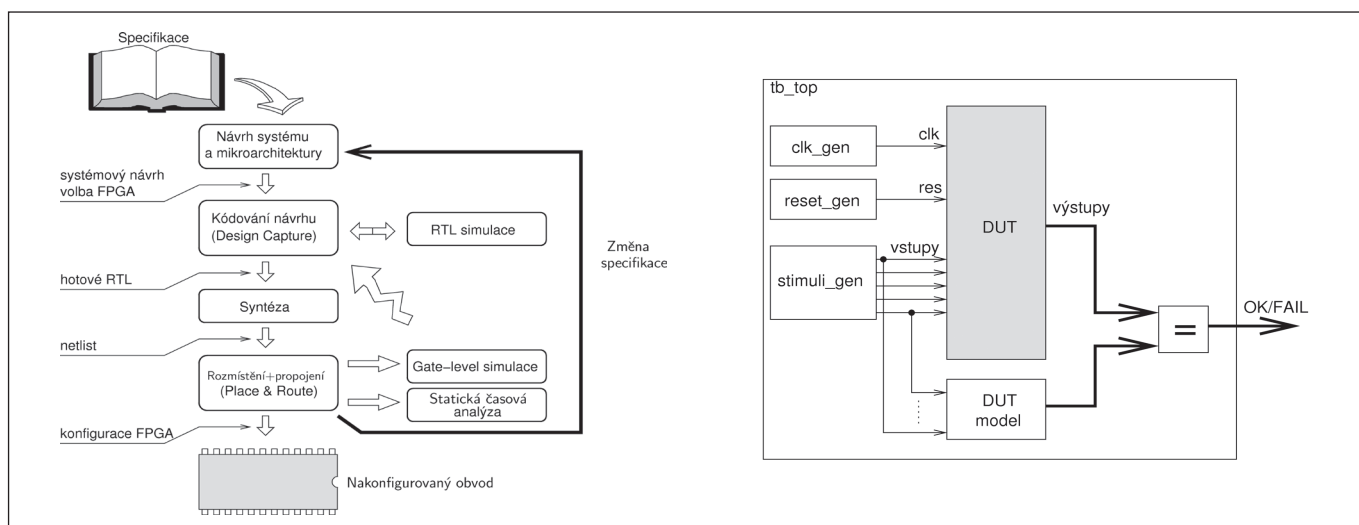 Specifikace
Návrh systému
a mikroarchitektury
systémový návrh
volba FPGA
Kódování návrhu
(Design Capture)
RTL simulace
Změna
specifikace
hotové RTL
Syntéza
netlist
Rozmístění+propojení
(Place & Route)
Gate–level simulace
Statická časová
analýza
konfigurace FPGA
Nakonfigurovaný obvod
tb_top
clk_gen
clk
reset_gen
res
DUT
výstupy
vstupy
stimuli_gen
=
OK/FAIL
DUT
model